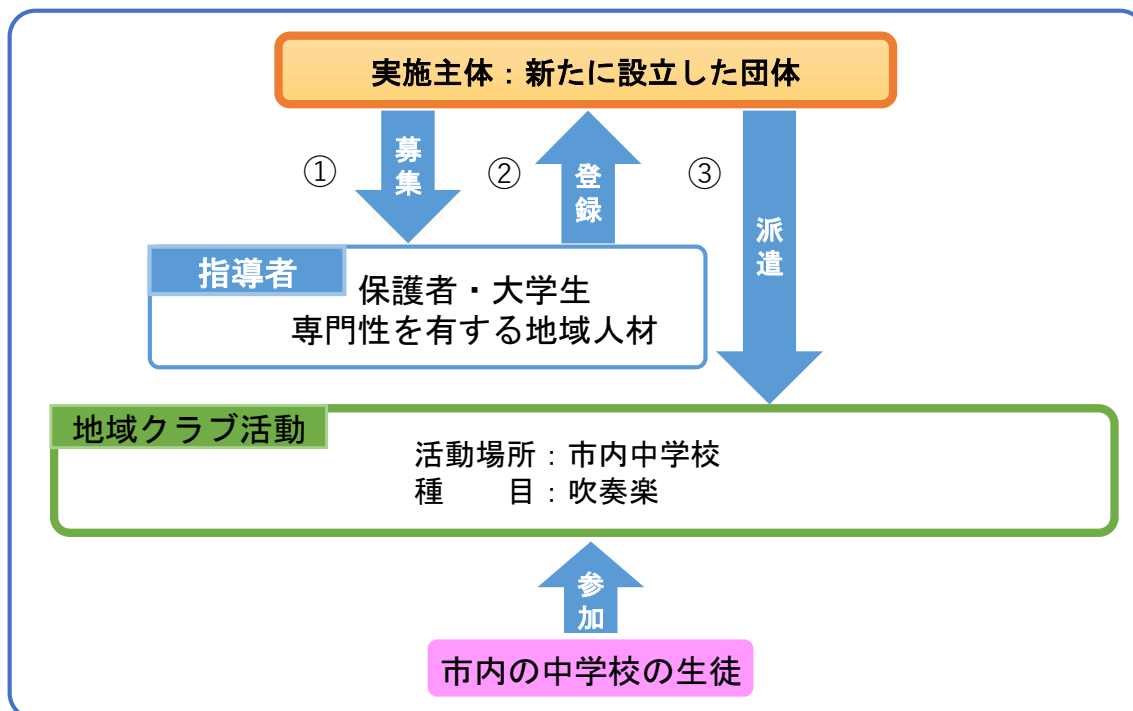 実施主体：新たに設立した団体
①
募集
②
登録
③
派遣
指導者
保護者・大学生
専門性を有する地域人材
地域クラブ活動
活動場所：市内中学校
種　　目：吹奏楽
参加
市内の中学校の生徒